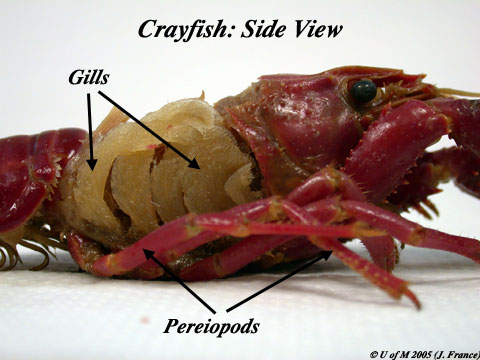 Crayfish: Side View
Gills
Pereiopods
© U of M 2005 (J. France)